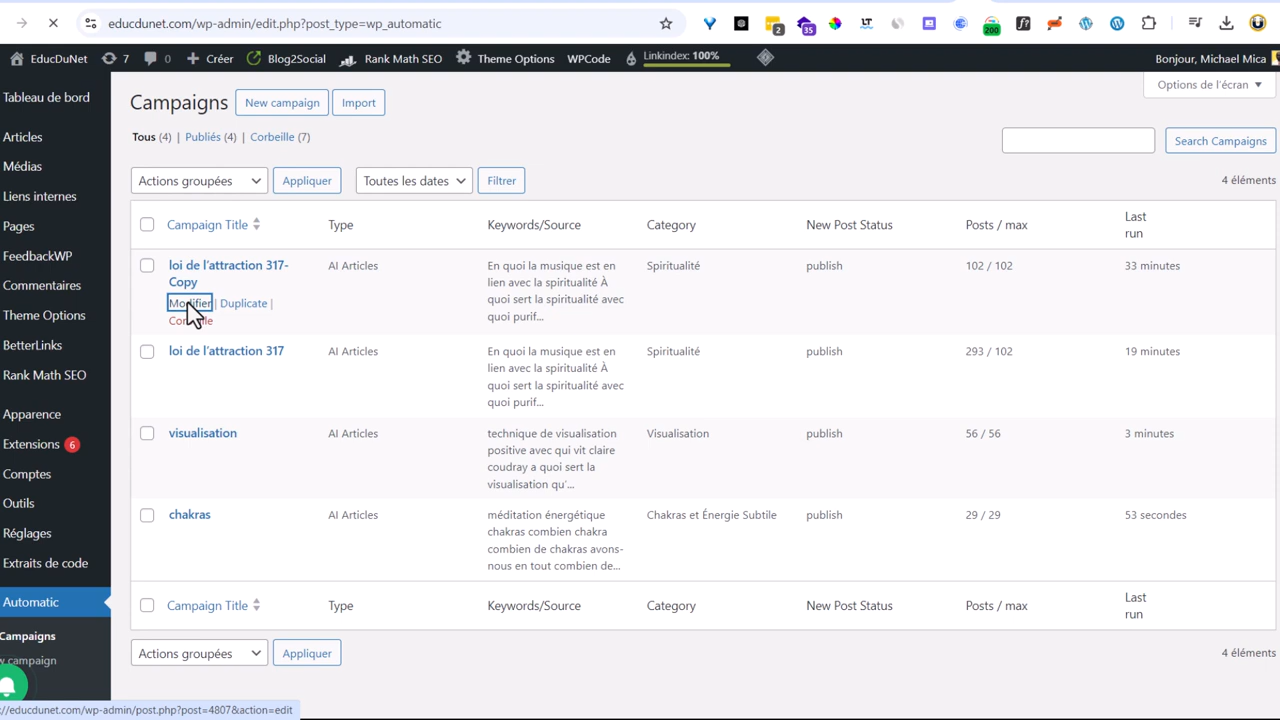 educdunet.com/wp-admin/edit.php?post_type=wp_automatic
2
35
LT
200
EducDuNet
7
0
Créer
Blog2Social
Rank Math SEO
Theme Options
WPCode
Linkindex: 100%
Bonjour, Michael Mica
Tableau de bord
Articles
Médias
Liens internes
Pages
FeedbackWP
Commentaires
Theme Options
BetterLinks
Rank Math SEO
Apparence
Extensions 6
Comptes
Outils
Réglages
Extraits de code
Automatic
Campaigns
w campaign
Options de l'écran
Campaigns
New campaign
Import
Tous (4) | Publiés (4) | Corbeille (7)
Search Campaigns
Actions groupées
Appliquer
Toutes les dates
Filtrer
4 éléments
Campaign Title
Type
Keywords/Source
Category
New Post Status
Posts / max
Last
run
loi de l'attraction 317-
Copy
Modifier | Duplicate |
Corbeille
AI Articles
En quoi la musique est en
lien avec la spiritualité À
quoi sert la spiritualité avec
quoi purif...
Spiritualité
publish
102 / 102
33 minutes
loi de l'attraction 317
AI Articles
En quoi la musique est en
lien avec la spiritualité À
quoi sert la spiritualité avec
quoi purif...
Spiritualité
publish
293 / 102
19 minutes
visualisation
AI Articles
technique de visualisation
positive avec qui vit claire
coudray a quoi sert la
visualisation qu'...
Visualisation
publish
56 / 56
3 minutes
chakras
AI Articles
méditation énergétique
chakras combien chakra
combien de chakras avons-
nous en tout combien de...
Chakras et Énergie Subtile
publish
29 / 29
53 secondes
Campaign Title
Type
Keywords/Source
Category
New Post Status
Posts / max
Last
run
Actions groupées
Appliquer
4 éléments
://educdunet.com/wp-admin/post.php?post=4807&action=edit